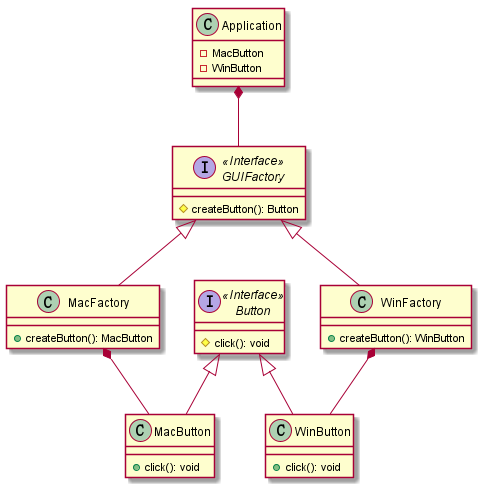 C Application
MacButton
WinButton
I «Interface»
GUIFactory
createButton(): Button
C MacFactory
createButton(): MacButton
I «Interface»
Button
click(): void
C WinFactory
createButton(): WinButton
C MacButton
click(): void
C WinButton
click(): void